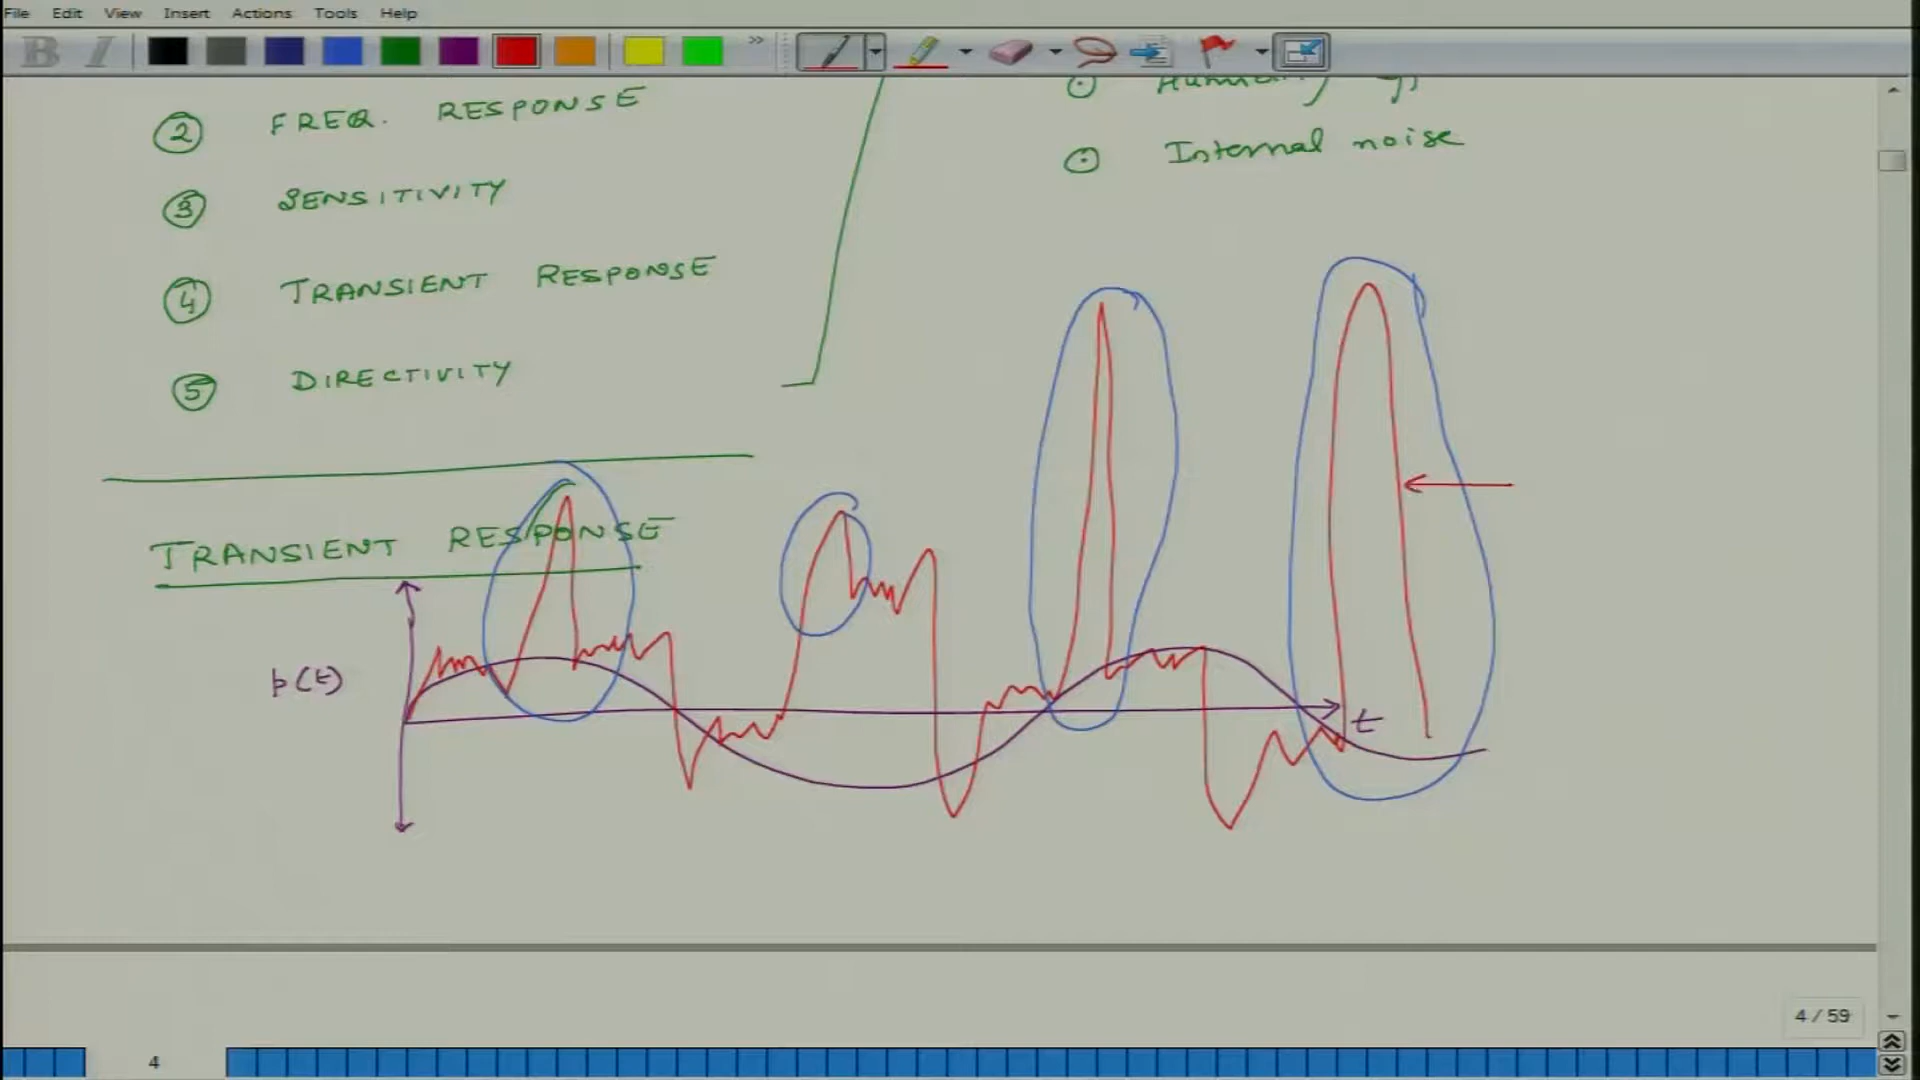 File Edit View Insert Actions Tools Help
B I
2 FREQ. RESPONSE
3 SENSITIVITY
4 TRANSIENT RESPONSE
5 DIRECTIVITY
Internal noise
TRANSIENT RESPONSE
p(t)
t
4 / 59
4